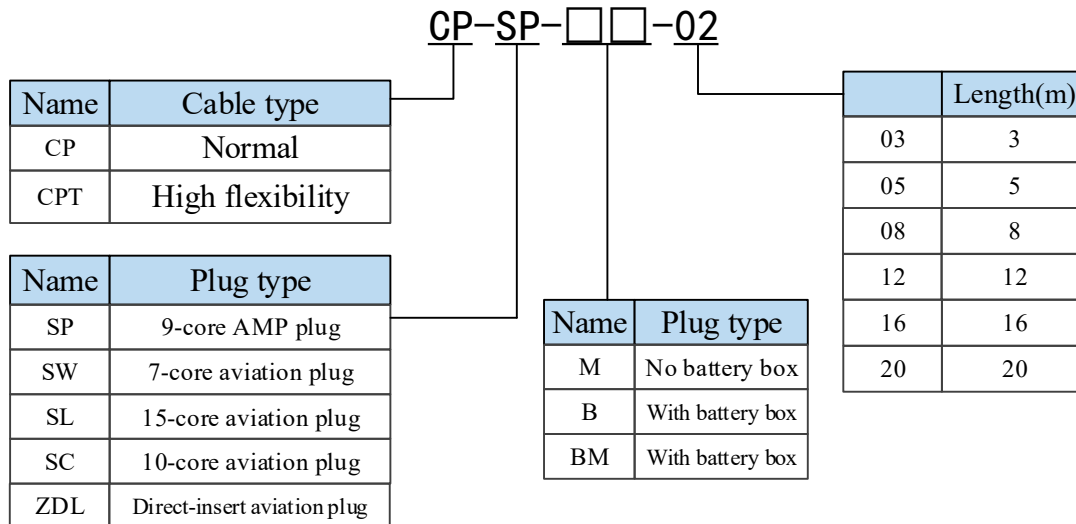 CP-SP-□□-02
Name Cable type
CP Normal
CPT High flexibility
Name Plug type
SP 9-core AMP plug
SW 7-core aviation plug
SL 15-core aviation plug
SC 10-core aviation plug
ZDL Direct-insert aviation plug
Name Plug type
M No battery box
B With battery box
BM With battery box
Length(m)
03 3
05 5
08 8
12 12
16 16
20 20